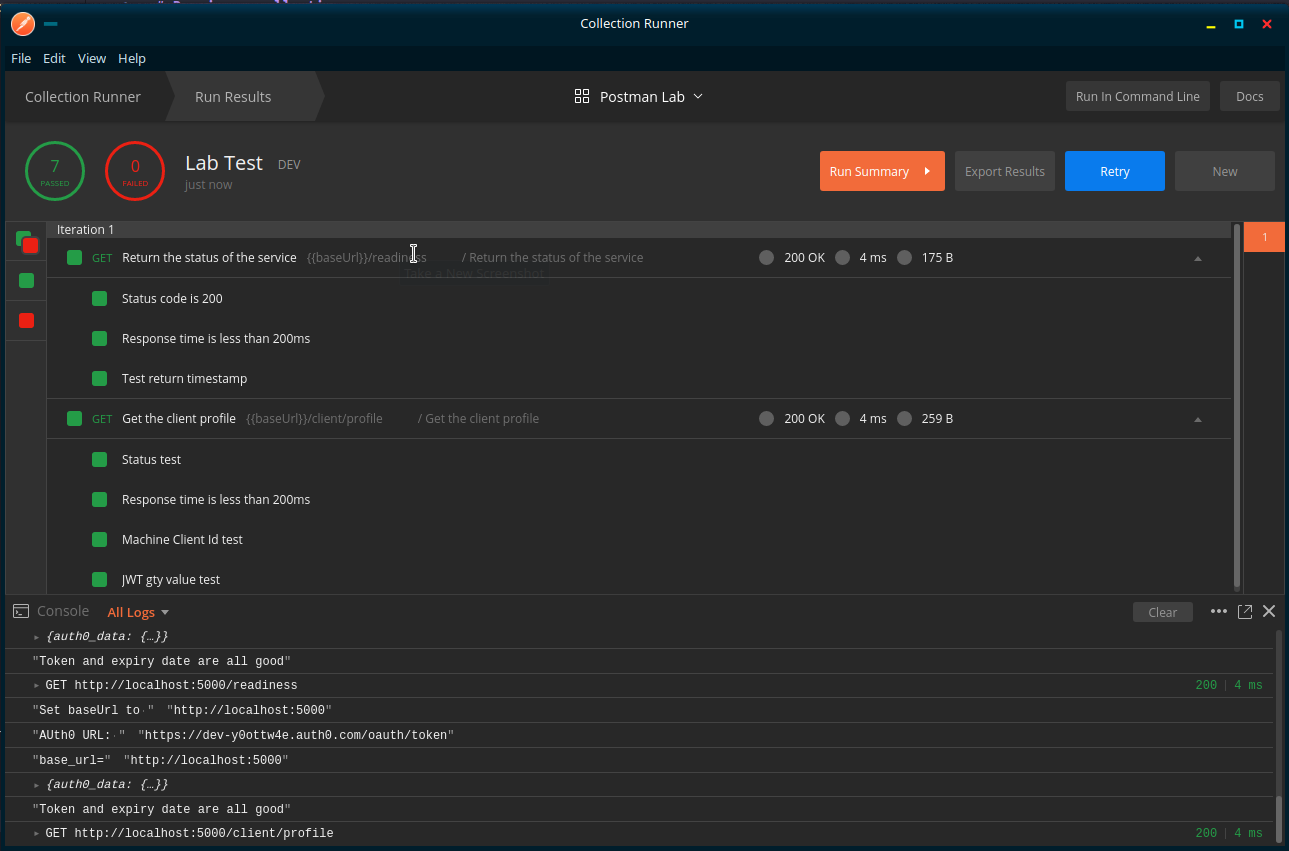 Collection Runner
File Edit View Help
Collection Runner Run Results Postman Lab Run In Command Line Docs
7 PASSED 0 FAILED Lab Test DEV just now Run Summary Export Results Retry New
Iteration 1
1
GET Return the status of the service {{baseUrl}}/readiness / Return the status of the service 200 OK 4 ms 175 B
Take a New Screenshot
Status code is 200
Response time is less than 200ms
Test return timestamp
GET Get the client profile {{baseUrl}}/client/profile / Get the client profile 200 OK 4 ms 259 B
Status test
Response time is less than 200ms
Machine Client Id test
JWT gty value test
Console All Logs Clear
{auth0_data: {…}}
"Token and expiry date are all good"
GET http://localhost:5000/readiness 200 | 4 ms
"Set baseUrl to·" "http://localhost:5000"
"AUth0 URL:·" "https://dev-y0ottw4e.auth0.com/oauth/token"
"base_url=" "http://localhost:5000"
{auth0_data: {…}}
"Token and expiry date are all good"
GET http://localhost:5000/client/profile 200 | 4 ms